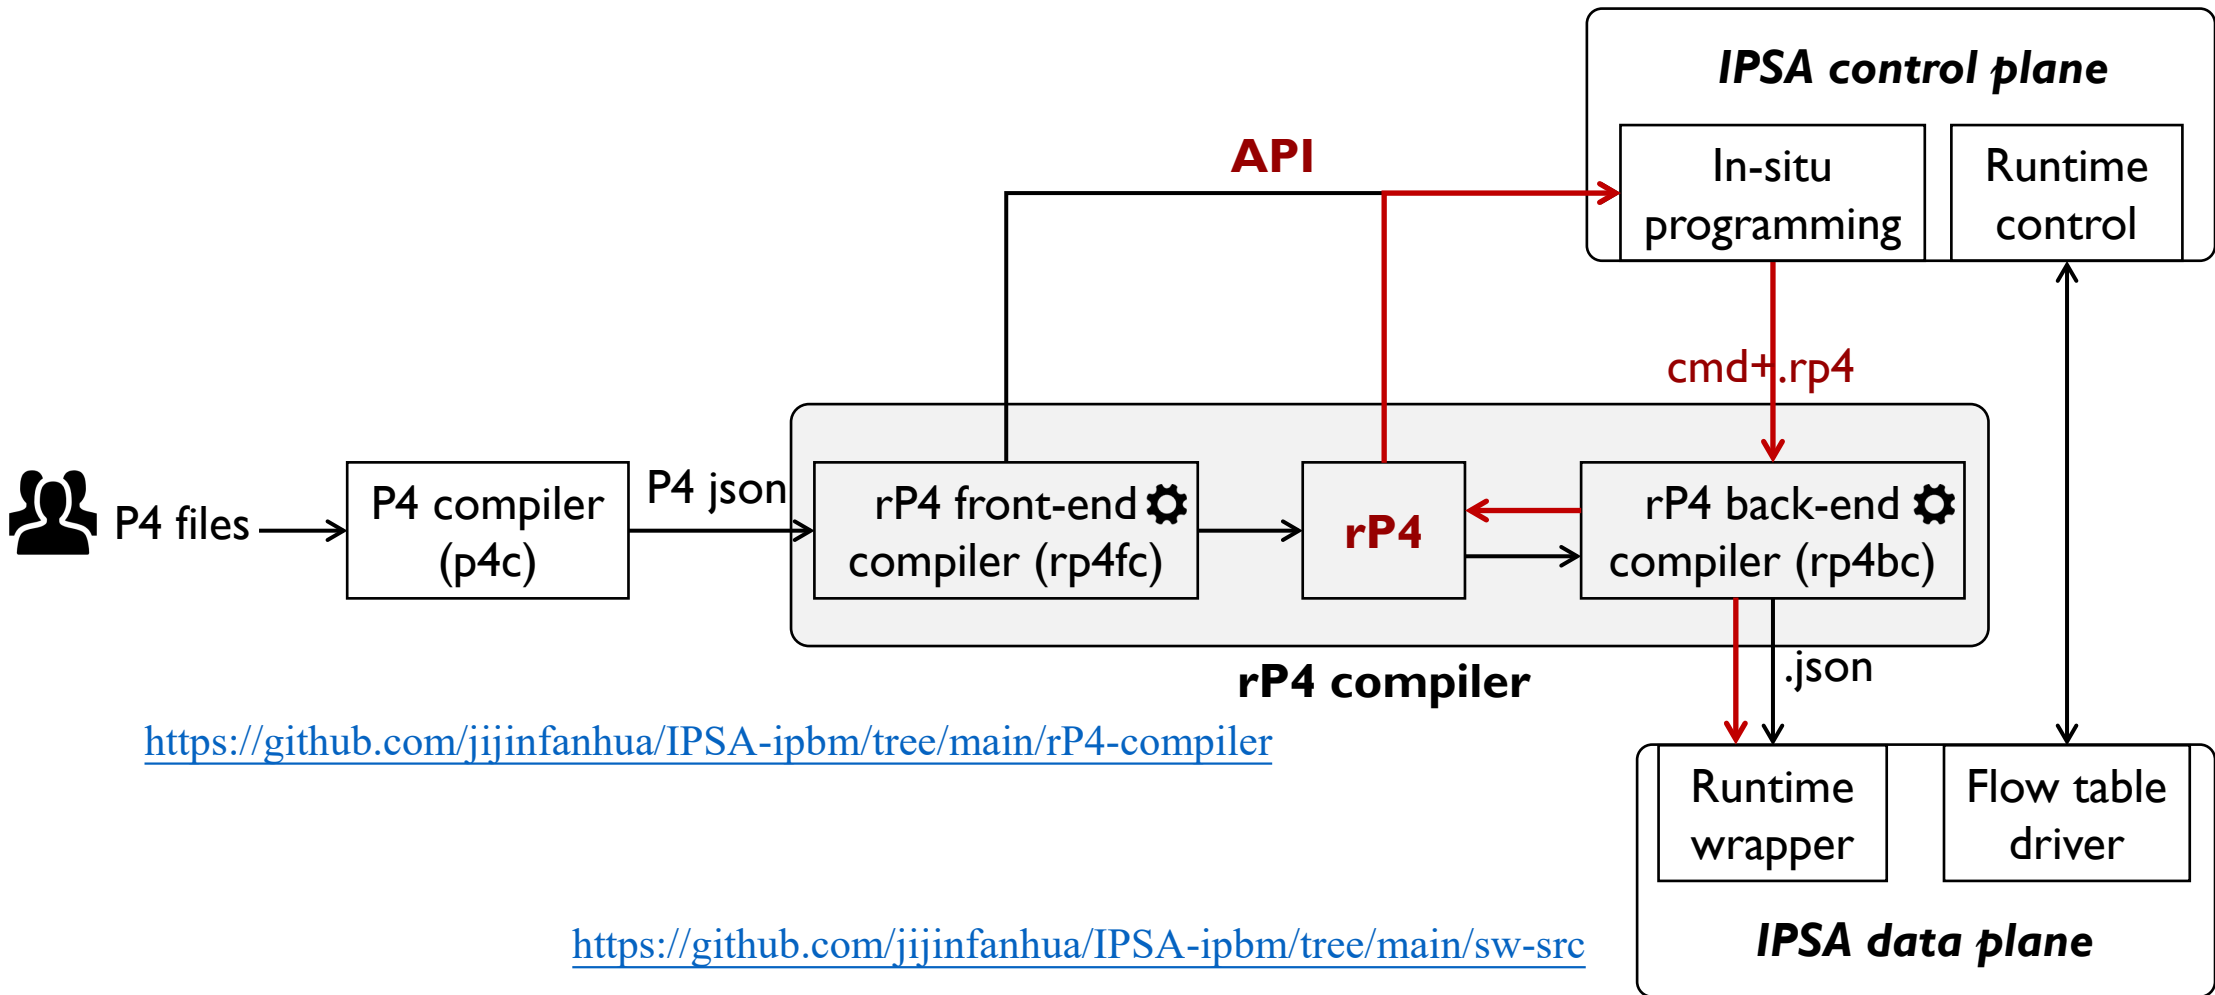 IPSA control plane
API
In-situ
programming
Runtime
control
cmd+.rp4
P4 files
P4 compiler
(p4c)
P4 json
rP4 front-end
compiler (rp4fc)
rP4
rP4 back-end
compiler (rp4bc)
rP4 compiler
.json
https://github.com/jijinfanhua/IPSA-ipbm/tree/main/rP4-compiler
Runtime
wrapper
Flow table
driver
IPSA data plane
https://github.com/jijinfanhua/IPSA-ipbm/tree/main/sw-src